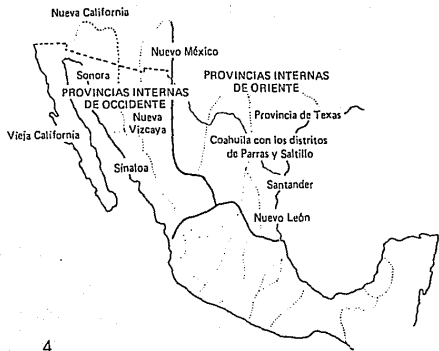 Nueva California
Nuevo México
Sonora
PROVINCIAS INTERNAS
DE OCCIDENTE
PROVINCIAS INTERNAS
DE ORIENTE
Nueva
Vizcaya
Provincia de Texas
Vieja California
Coahuila con los distritos
de Parras y Saltillo
Sinaloa
Santander
Nuevo León
4